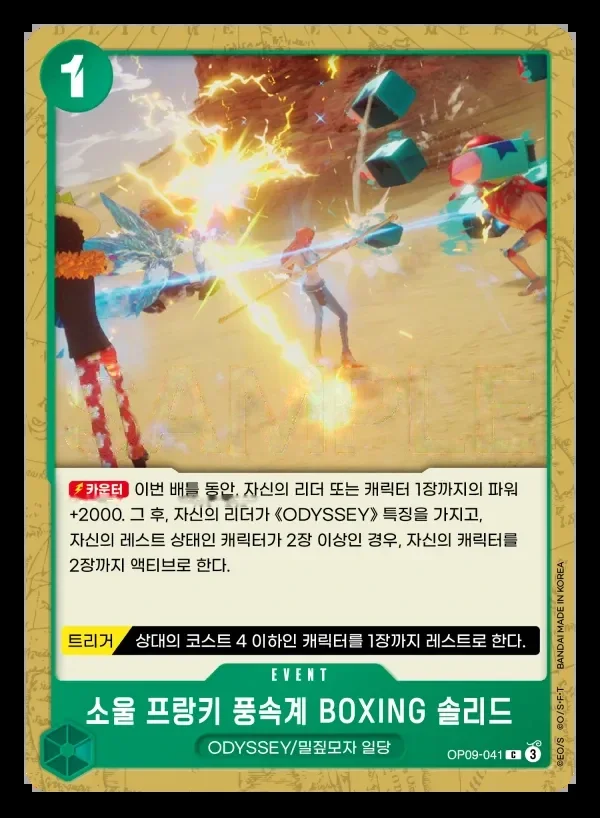 1
SAMPLE
카운터 이번 배틀 동안, 자신의 리더 또는 캐릭터 1장까지의 파워
+2000. 그 후, 자신의 리더가 《ODYSSEY》 특징을 가지고,
자신의 레스트 상태인 캐릭터가 2장 이상인 경우, 자신의 캐릭터를
2장까지 액티브로 한다.
트리거 상대의 코스트 4 이하인 캐릭터를 1장까지 레스트로 한다.
EVENT
소울 프랑키 풍속계 BOXING 솔리드
ODYSSEY/밀짚모자 일당
OP09-041 C 3
©EO/S ©O/S·F·T BANDAI MADE IN KOREA